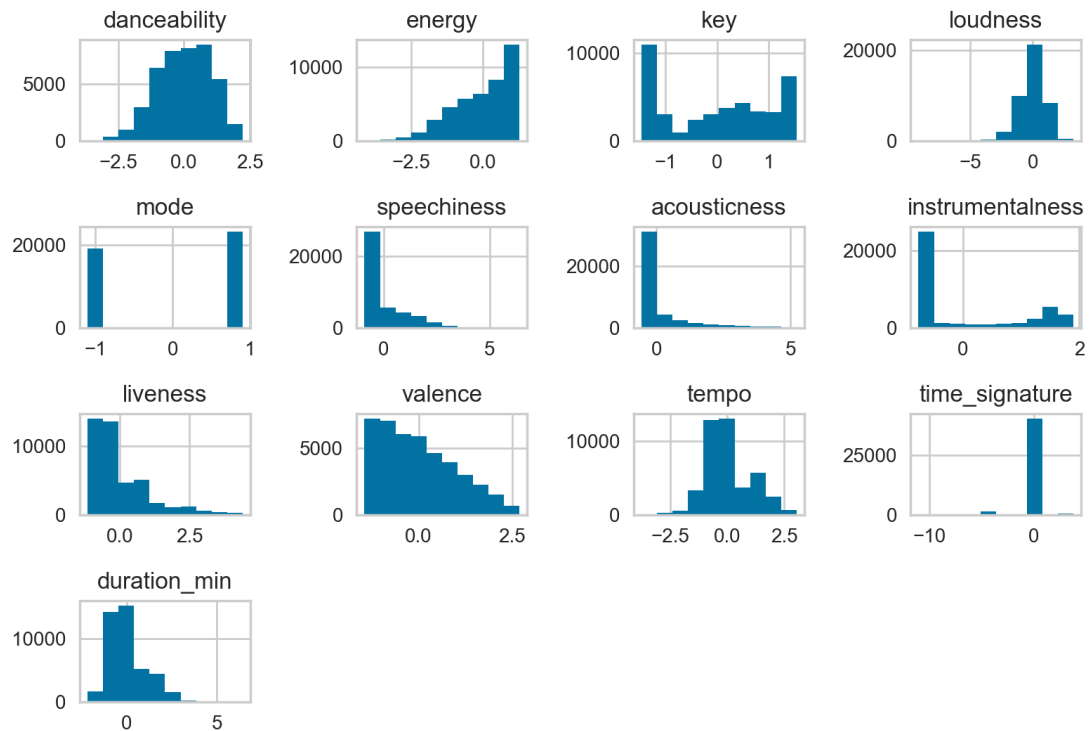 danceability energy key loudness
5000 0 −2.5 0.0 2.5
10000 0 −2.5 0.0
10000 5000 0 −1 0 1
20000 0 −5 0
mode speechiness acousticness instrumentalness
20000 0 −1 0 1
20000 0 0 5
20000 0 0 5
20000 0 0 2
liveness valence tempo time_signature
10000 0 0.0 2.5
5000 0 0.0 2.5
10000 0 −2.5 0.0 2.5
25000 0 −10 0
duration_min
10000 0 0 5